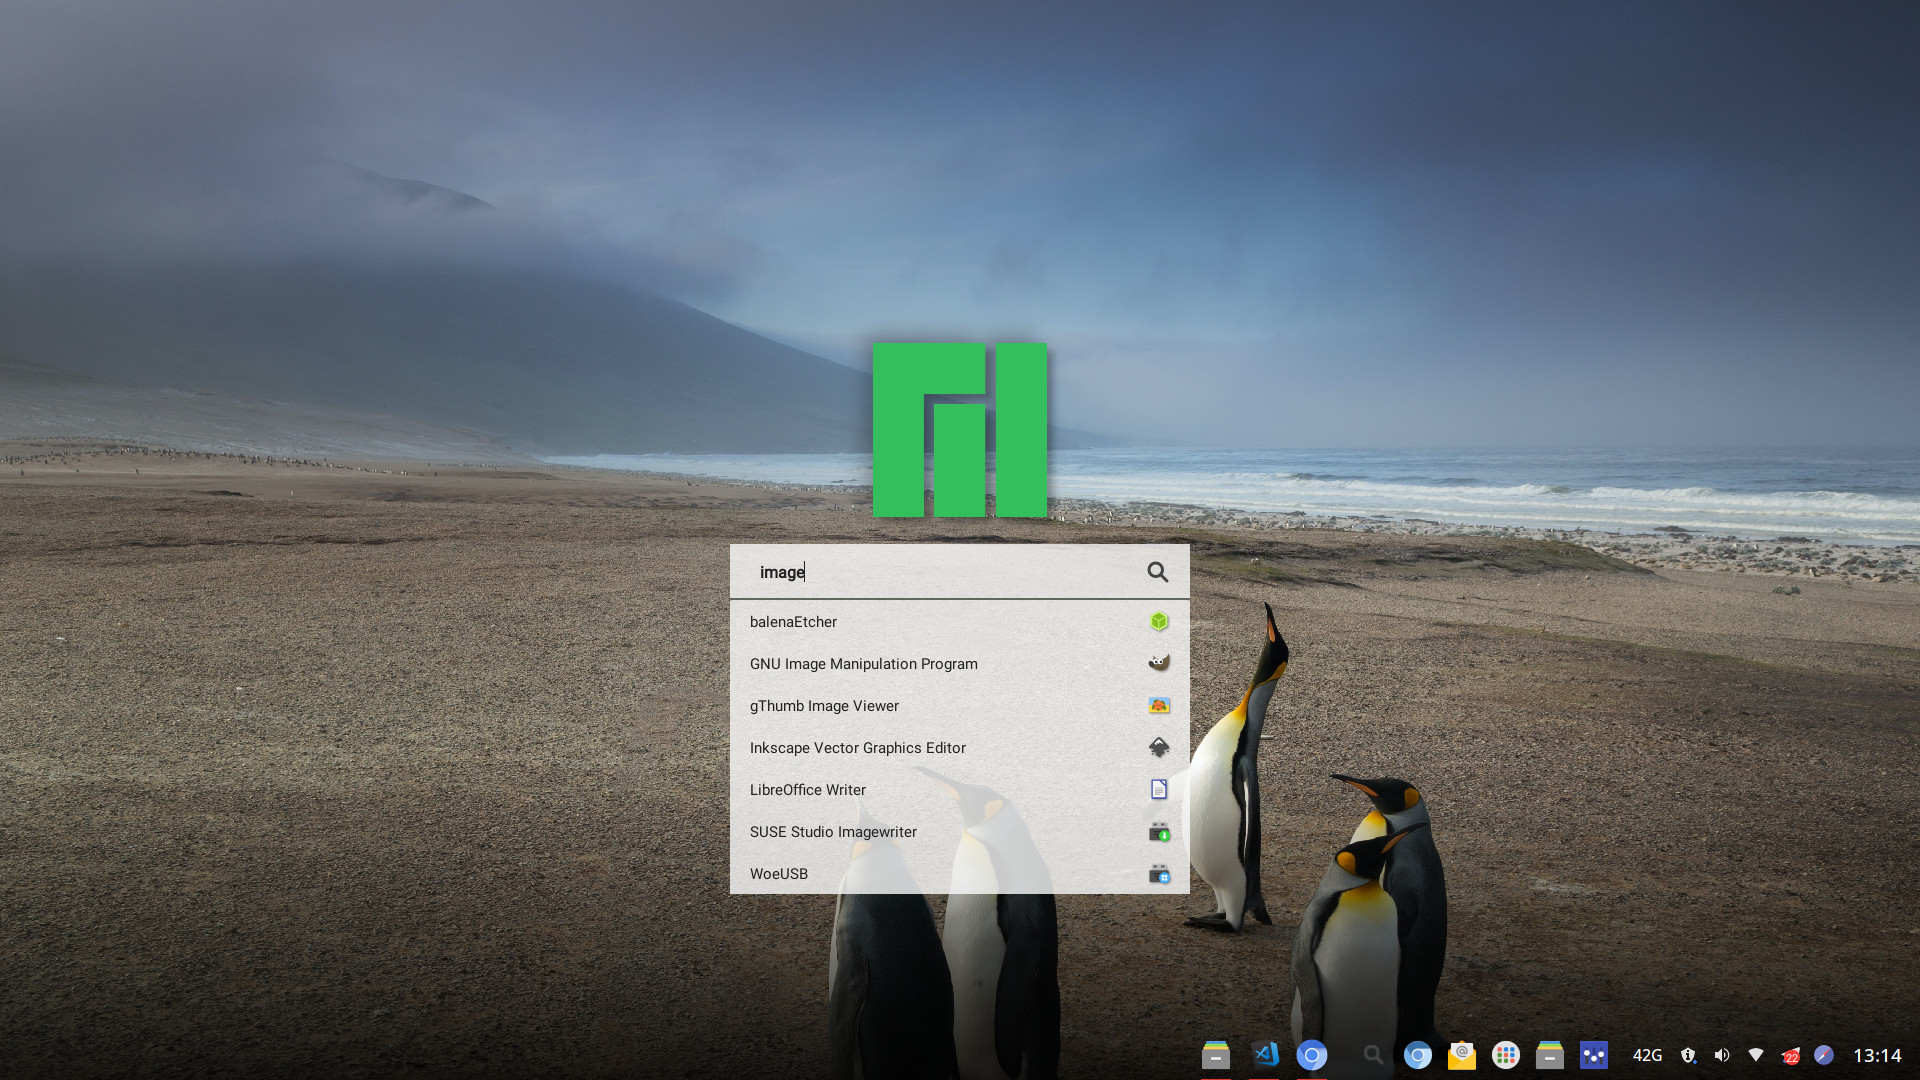 image
balenaEtcher
GNU Image Manipulation Program
gThumb Image Viewer
Inkscape Vector Graphics Editor
LibreOffice Writer
SUSE Studio Imagewriter
WoeUSB
42G
22
13:14